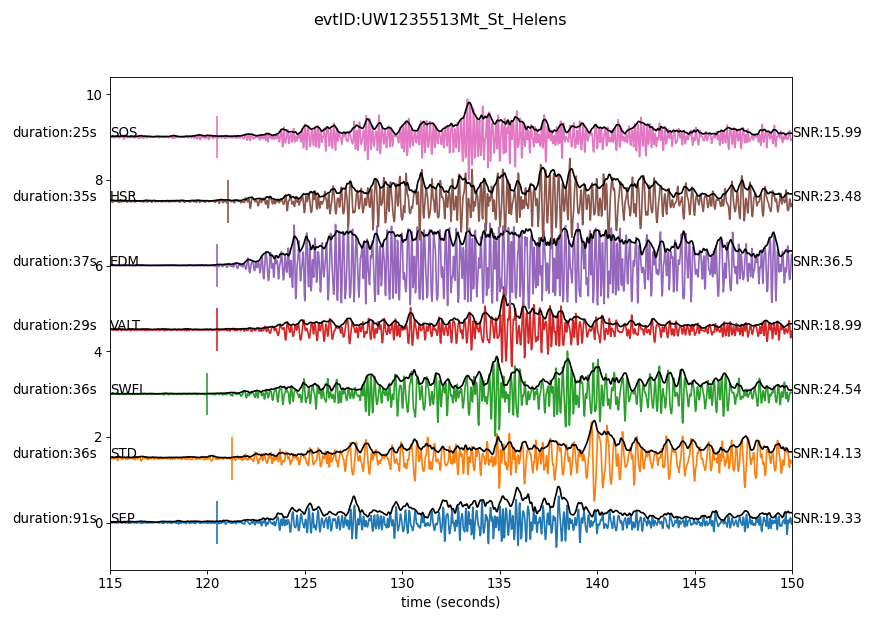 evtID:UW1235513Mt_St_Helens
10
duration:25s SOS SNR:15.99
8
duration:35s HSR SNR:23.48
duration:37s EDM SNR:36.5
6
duration:29s VALT SNR:18.99
4
duration:36s SWFL SNR:24.54
2
duration:36s STD SNR:14.13
duration:91s SEP SNR:19.33
0
115 120 125 130 135 140 145 150
time (seconds)